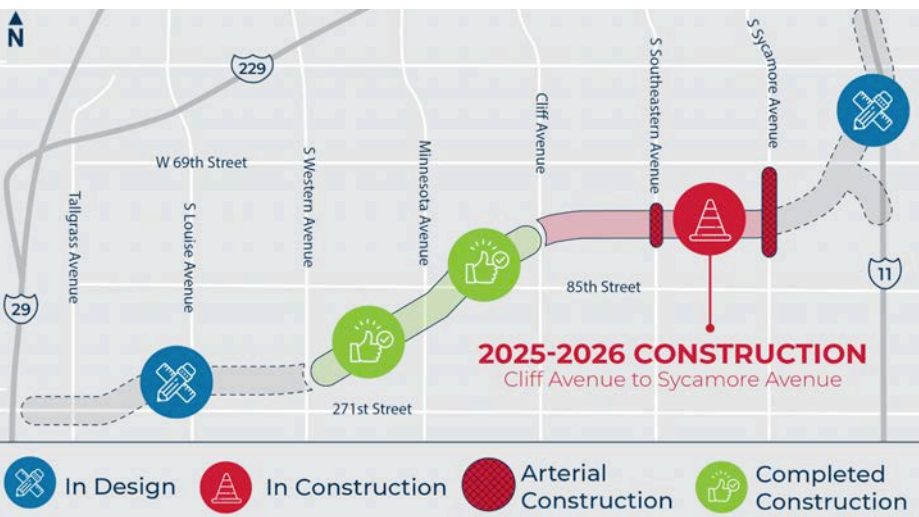 N
229
W 69th Street
Tallgrass Avenue
S Louise Avenue
S Western Avenue
Minnesota Avenue
Cliff Avenue
S Southeastern Avenue
S Sycamore Avenue
85th Street
29
11
2025-2026 CONSTRUCTION
Cliff Avenue to Sycamore Avenue
271st Street
In Design
In Construction
Arterial
Construction
Completed
Construction